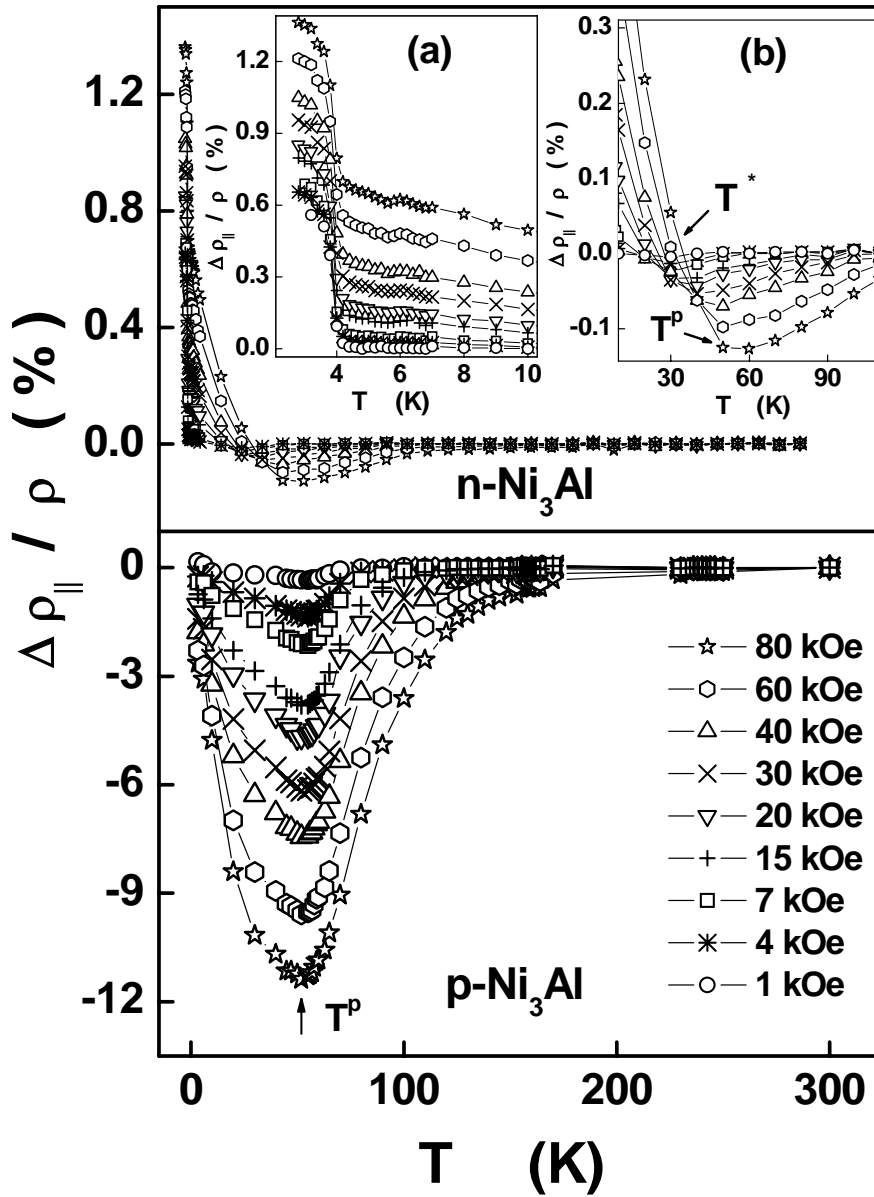 Δρ∥ / ρ (%)
1.2
0.8
0.4
0.0
(a)
Δρ∥ / ρ (%)
1.2
0.9
0.6
0.3
0.0
4 6 8 10
T (K)
(b)
Δρ∥ / ρ (%)
0.3
0.2
0.1
0.0
-0.1
T*
Tᵖ
30 60 90
T (K)
n-Ni₃Al
0
-3
-6
-9
-12
80 kOe
60 kOe
40 kOe
30 kOe
20 kOe
15 kOe
7 kOe
4 kOe
1 kOe
p-Ni₃Al
Tᵖ
0 100 200 300
T (K)